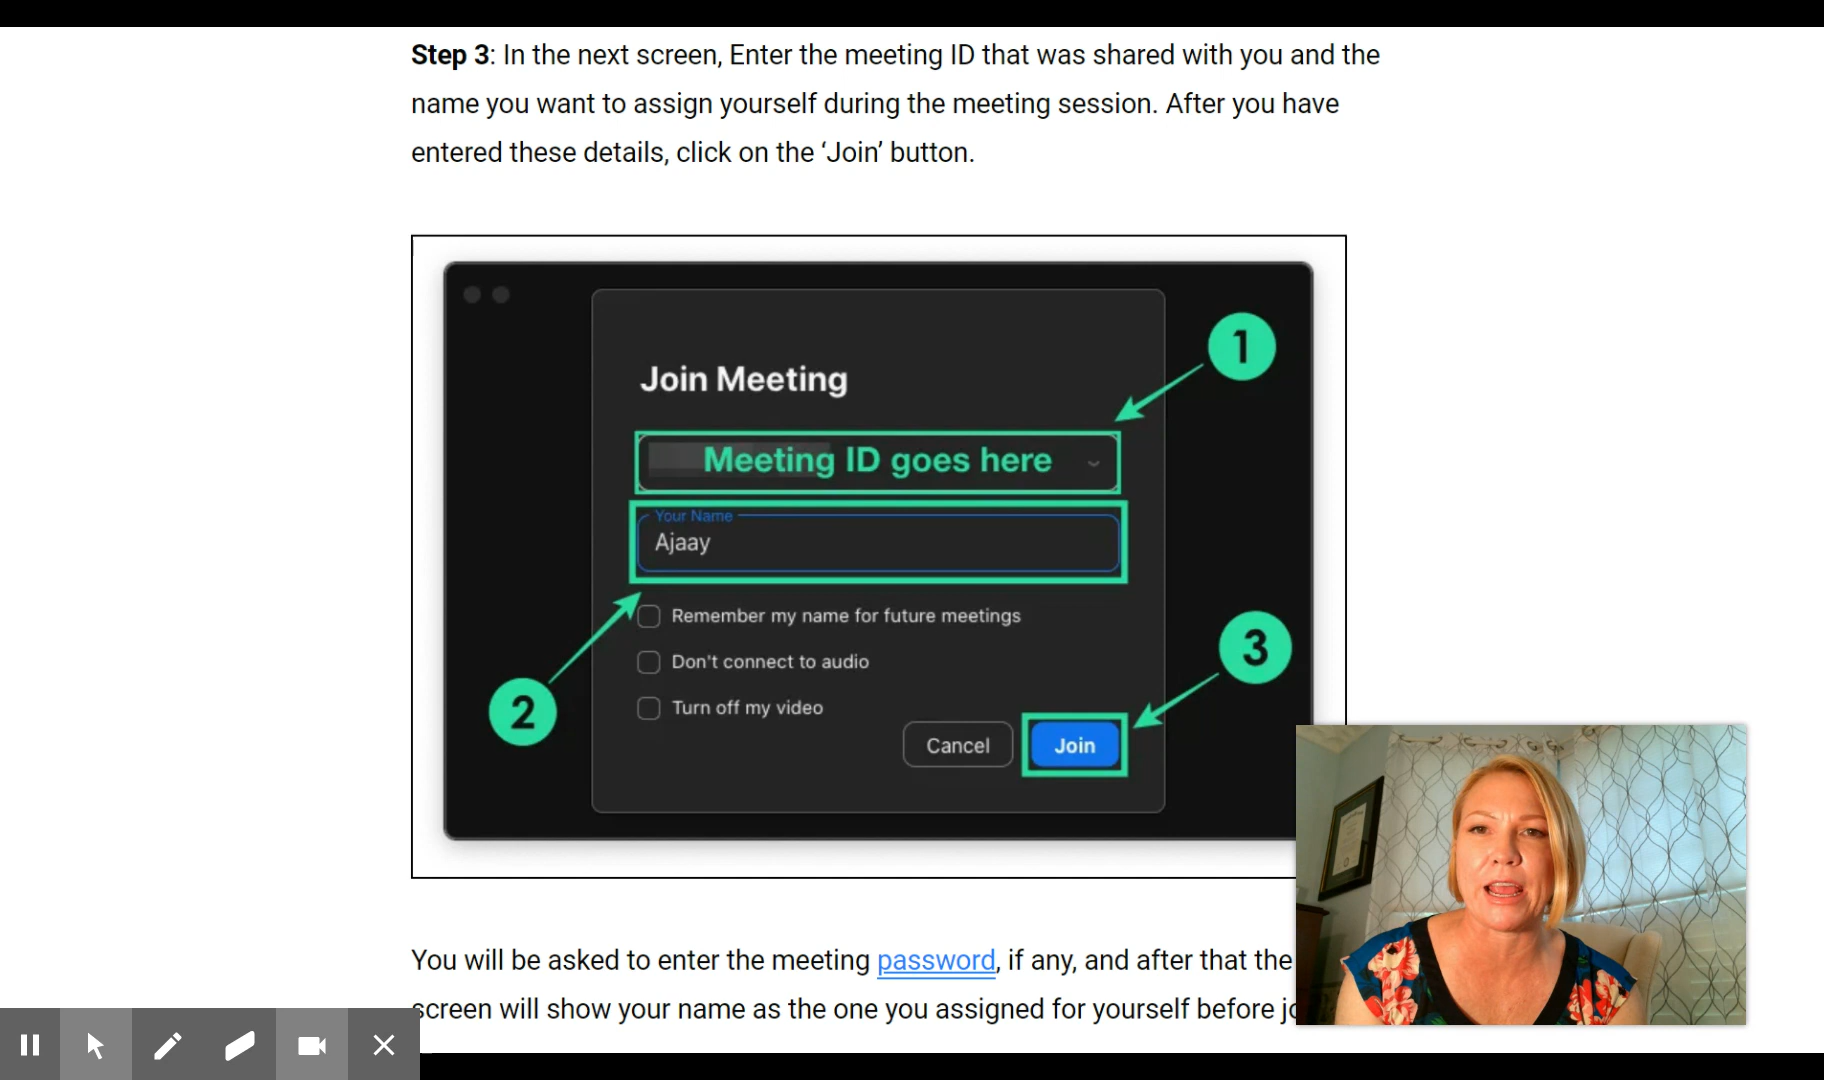 Step 3: In the next screen, Enter the meeting ID that was shared with you and the
name you want to assign yourself during the meeting session. After you have
entered these details, click on the ‘Join’ button.
1
Join Meeting
Meeting ID goes here
Your Name
Ajaay
Remember my name for future meetings
3
Don't connect to audio
2
Turn off my video
Cancel
Join
You will be asked to enter the meeting password, if any, and after that the
screen will show your name as the one you assigned for yourself before